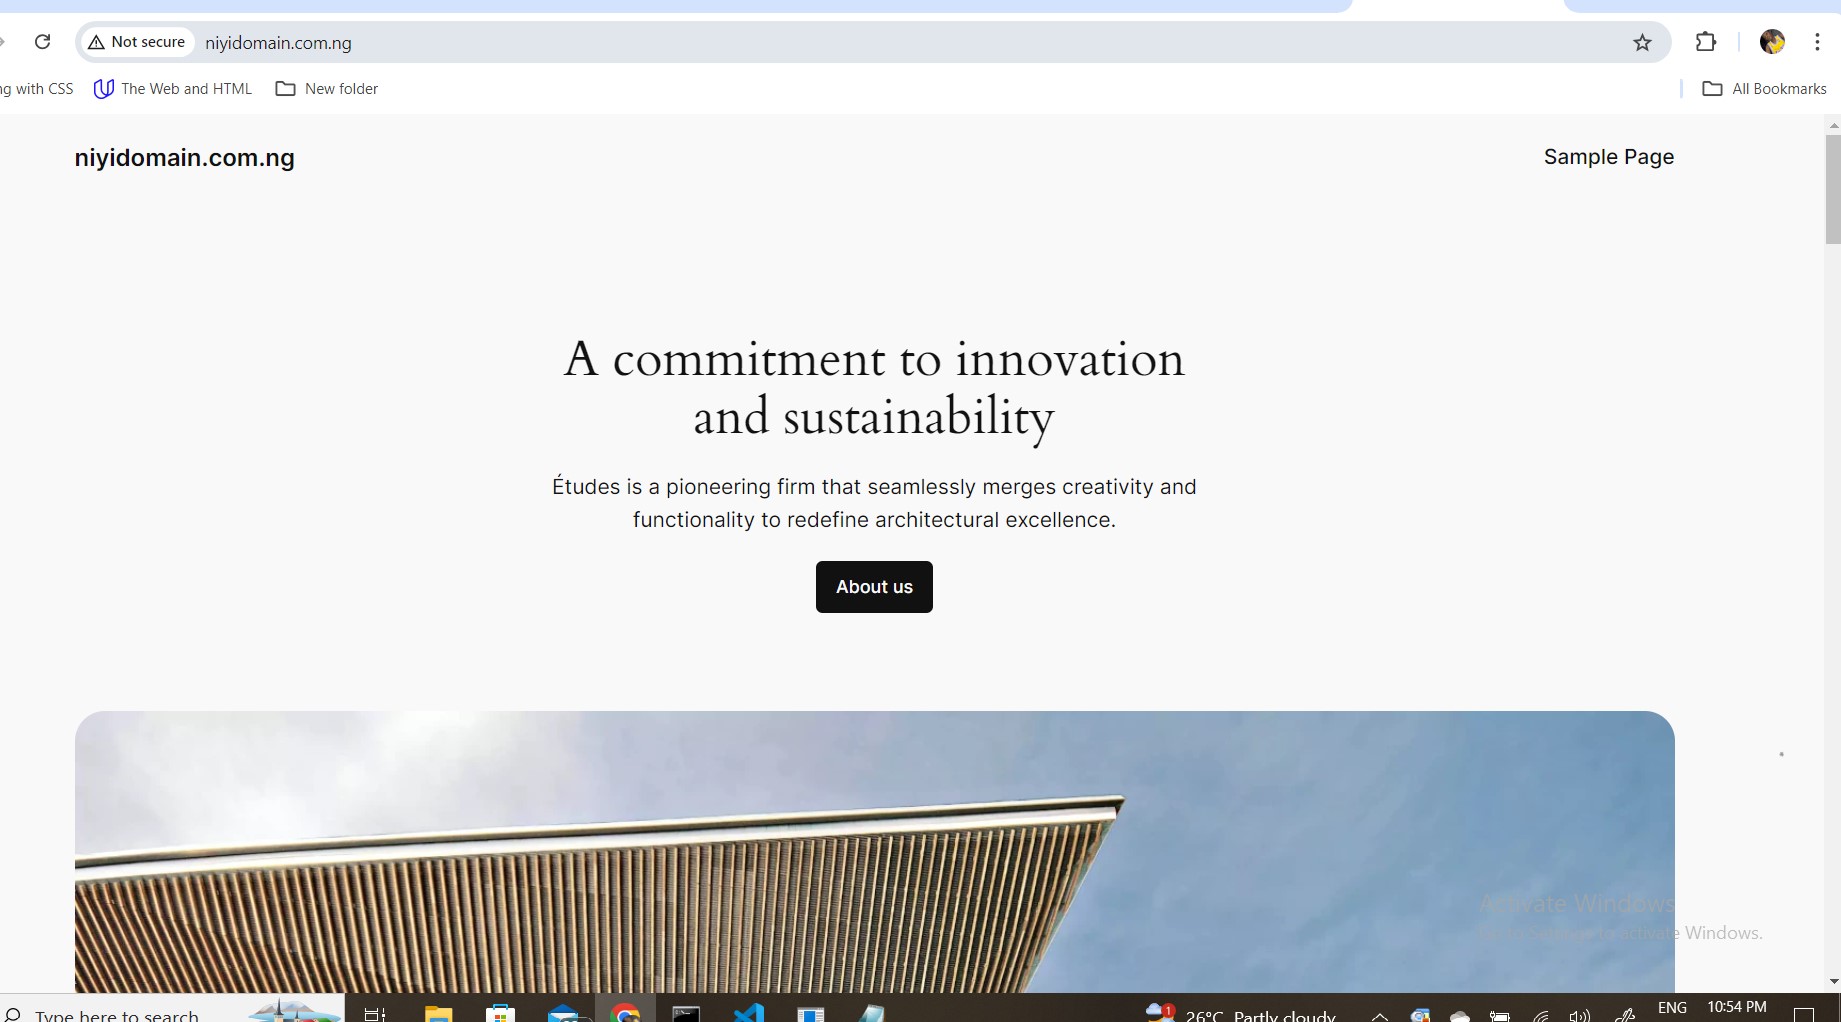 Not secure niyidomain.com.ng
ng with CSS The Web and HTML New folder All Bookmarks
niyidomain.com.ng Sample Page
A commitment to innovation
and sustainability
Études is a pioneering firm that seamlessly merges creativity and
functionality to redefine architectural excellence.
About us
Activate Windows
Go to Settings to activate Windows.
Type here to search 1 26°C Partly cloudy ENG 10:54 PM